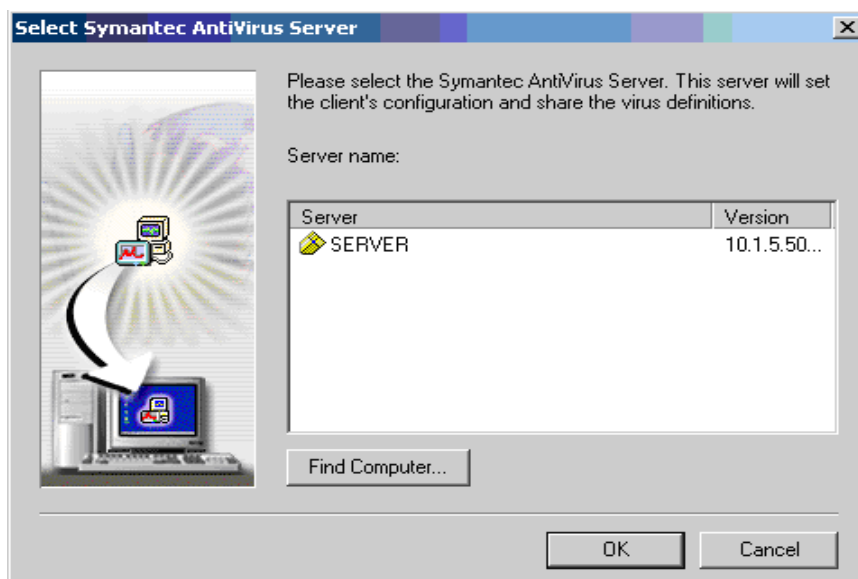 Select Symantec AntiVirus Server
Please select the Symantec AntiVirus Server. This server will set
the client's configuration and share the virus definitions.
Server name:
Server Version
SERVER 10.1.5.50...
Find Computer...
OK Cancel